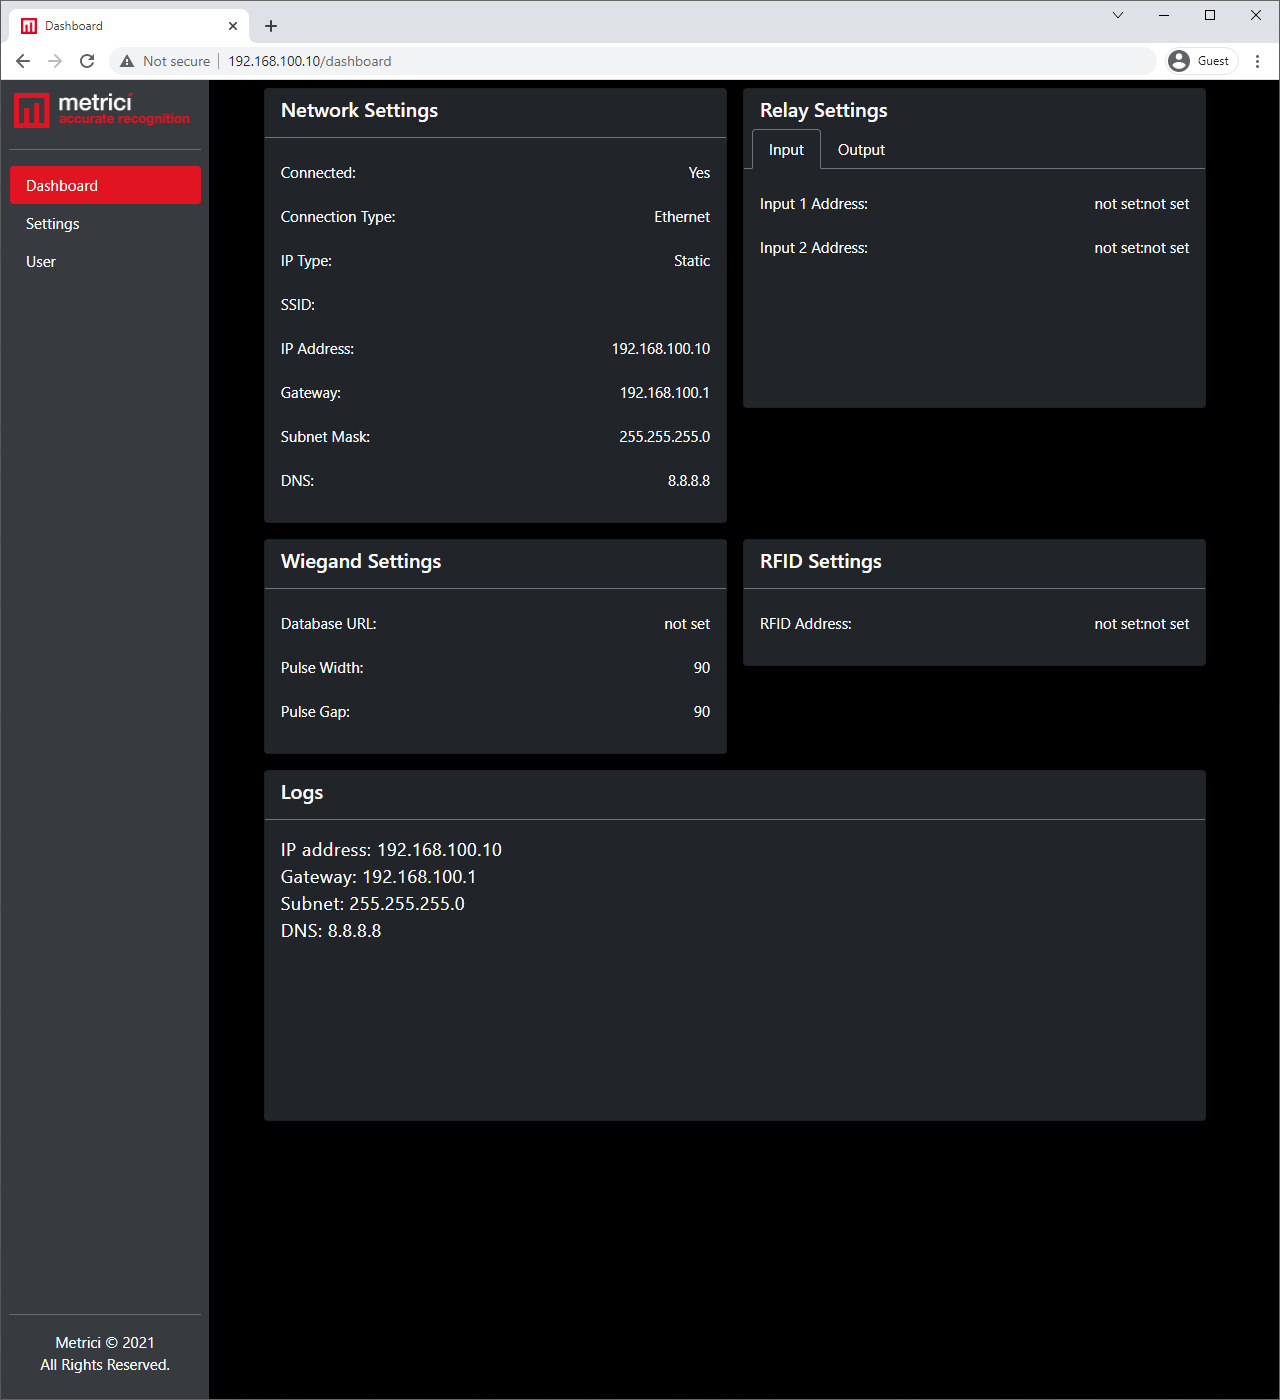 Dashboard
Not secure
192.168.100.10/dashboard
Guest
metrici
accurate recognition
Dashboard
Settings
User
Network Settings
Connected: Yes
Connection Type: Ethernet
IP Type: Static
SSID:
IP Address: 192.168.100.10
Gateway: 192.168.100.1
Subnet Mask: 255.255.255.0
DNS: 8.8.8.8
Relay Settings
Input Output
Input 1 Address: not set:not set
Input 2 Address: not set:not set
Wiegand Settings
Database URL: not set
Pulse Width: 90
Pulse Gap: 90
RFID Settings
RFID Address: not set:not set
Logs
IP address: 192.168.100.10
Gateway: 192.168.100.1
Subnet: 255.255.255.0
DNS: 8.8.8.8
Metrici © 2021
All Rights Reserved.